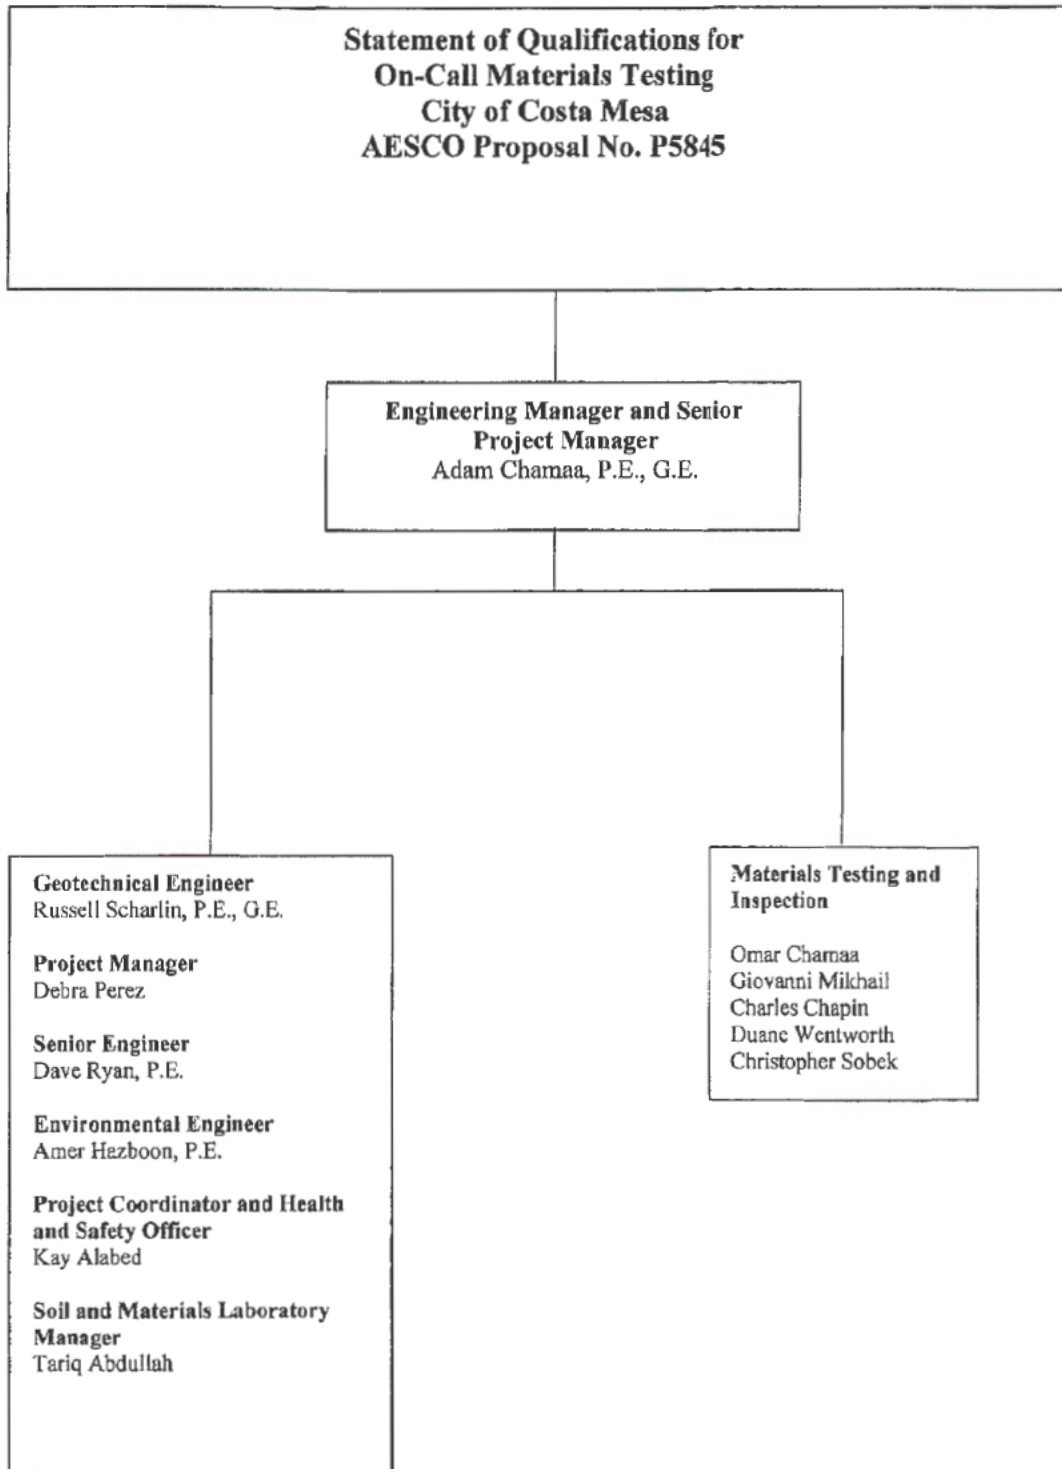 Statement of Qualifications for
On-Call Materials Testing
City of Costa Mesa
AESCO Proposal No. P5845
Engineering Manager and Senior
Project Manager
Adam Chamaa, P.E., G.E.
Geotechnical Engineer
Russell Scharlin, P.E., G.E.
Project Manager
Debra Perez
Senior Engineer
Dave Ryan, P.E.
Environmental Engineer
Amer Hazboon, P.E.
Project Coordinator and Health
and Safety Officer
Kay Alabed
Soil and Materials Laboratory
Manager
Tariq Abdullah
Materials Testing and
Inspection
Omar Chamaa
Giovanni Mikhail
Charles Chapin
Duane Wentworth
Christopher Sobek